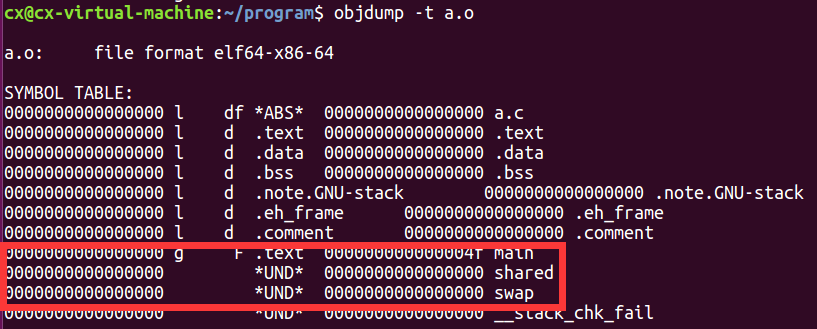 cx@cx-virtual-machine:~/program$ objdump -t a.o
a.o:     file format elf64-x86-64
SYMBOL TABLE:
0000000000000000 l    df *ABS*  0000000000000000 a.c
0000000000000000 l    d  .text  0000000000000000 .text
0000000000000000 l    d  .data  0000000000000000 .data
0000000000000000 l    d  .bss  0000000000000000 .bss
0000000000000000 l    d  .note.GNU-stack        0000000000000000 .note.GNU-stack
0000000000000000 l    d  .eh_frame      0000000000000000 .eh_frame
0000000000000000 l    d  .comment       0000000000000000 .comment
0000000000000000 g     F .text  000000000000004f main
0000000000000000         *UND*  0000000000000000 shared
0000000000000000         *UND*  0000000000000000 swap
0000000000000000         *UND*  0000000000000000 __stack_chk_fail